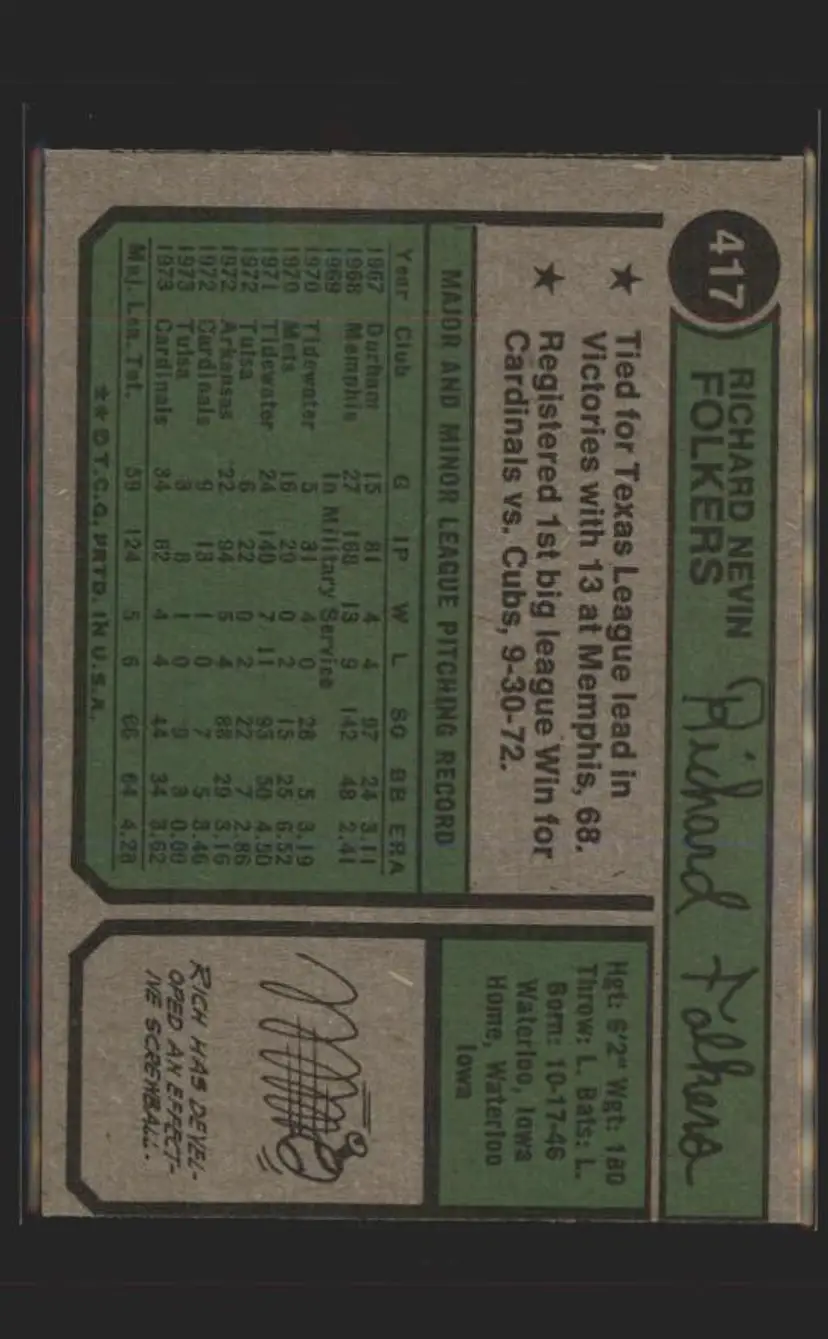 417
RICHARD NEVIN
FOLKERS
Richard Folkers
★ Tied for Texas League lead in
Victories with 13 at Memphis, 68.
★ Registered 1st big league Win for
Cardinals vs. Cubs, 9-30-72.
MAJOR AND MINOR LEAGUE PITCHING RECORD
Year Club G IP W L SO BB ERA
1967 Durham 15 81 4 4 97 24 3.11
1968 Memphis 27 168 13 9 142 48 2.41
1969 In Military Service
1970 Tidewater 5 31 4 0 28 5 3.19
1970 Mets 16 29 0 2 15 25 6.52
1971 Tidewater 24 140 7 11 93 50 4.50
1972 Tulsa 6 22 0 2 22 7 2.86
1972 Arkansas 22 94 5 4 88 29 3.16
1972 Cardinals 9 13 1 0 7 5 3.46
1973 Tulsa 3 8 1 0 9 3 0.00
1973 Cardinals 34 82 4 4 44 34 3.62
Maj. Lea. Tot. 59 124 5 6 66 64 4.28
★★ © T.C.G. PRTD. IN U.S.A.
Hgt: 6'2" Wgt: 180
Throw: L. Bats: L.
Born: 10-17-46
Waterloo, Iowa
Home, Waterloo
Iowa
RICH HAS DEVEL-
OPED AN EFFECT-
IVE SCREWBALL.